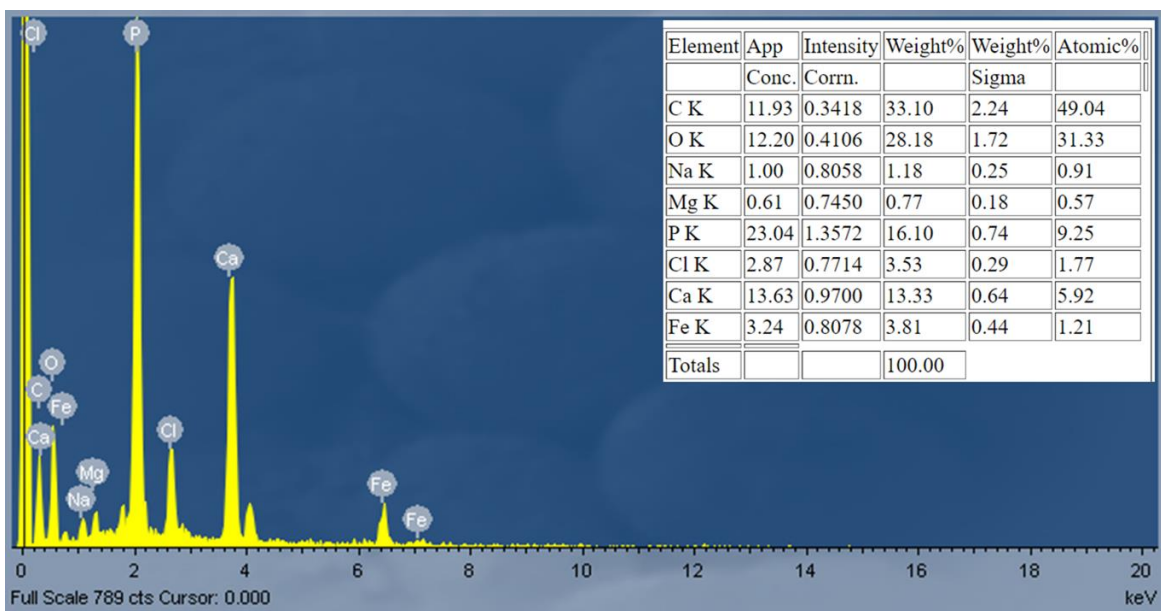 Cl
P
Ca
O
C
Fe
Ca
Cl
Mg
Na
Fe
Fe
0 2 4 6 8 10 12 14 16 18 20
Full Scale 789 cts Cursor: 0.000 keV
Element App Intensity Weight% Weight% Atomic%
Conc. Corrn. Sigma
C K 11.93 0.3418 33.10 2.24 49.04
O K 12.20 0.4106 28.18 1.72 31.33
Na K 1.00 0.8058 1.18 0.25 0.91
Mg K 0.61 0.7450 0.77 0.18 0.57
P K 23.04 1.3572 16.10 0.74 9.25
Cl K 2.87 0.7714 3.53 0.29 1.77
Ca K 13.63 0.9700 13.33 0.64 5.92
Fe K 3.24 0.8078 3.81 0.44 1.21
Totals 100.00